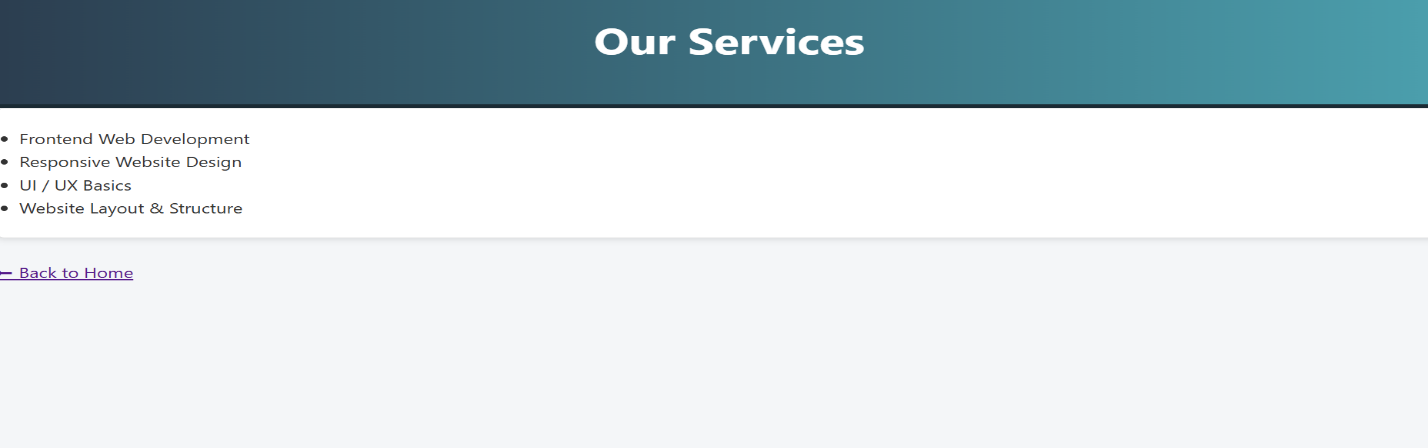 Our Services
• Frontend Web Development
• Responsive Website Design
• UI / UX Basics
• Website Layout & Structure
← Back to Home